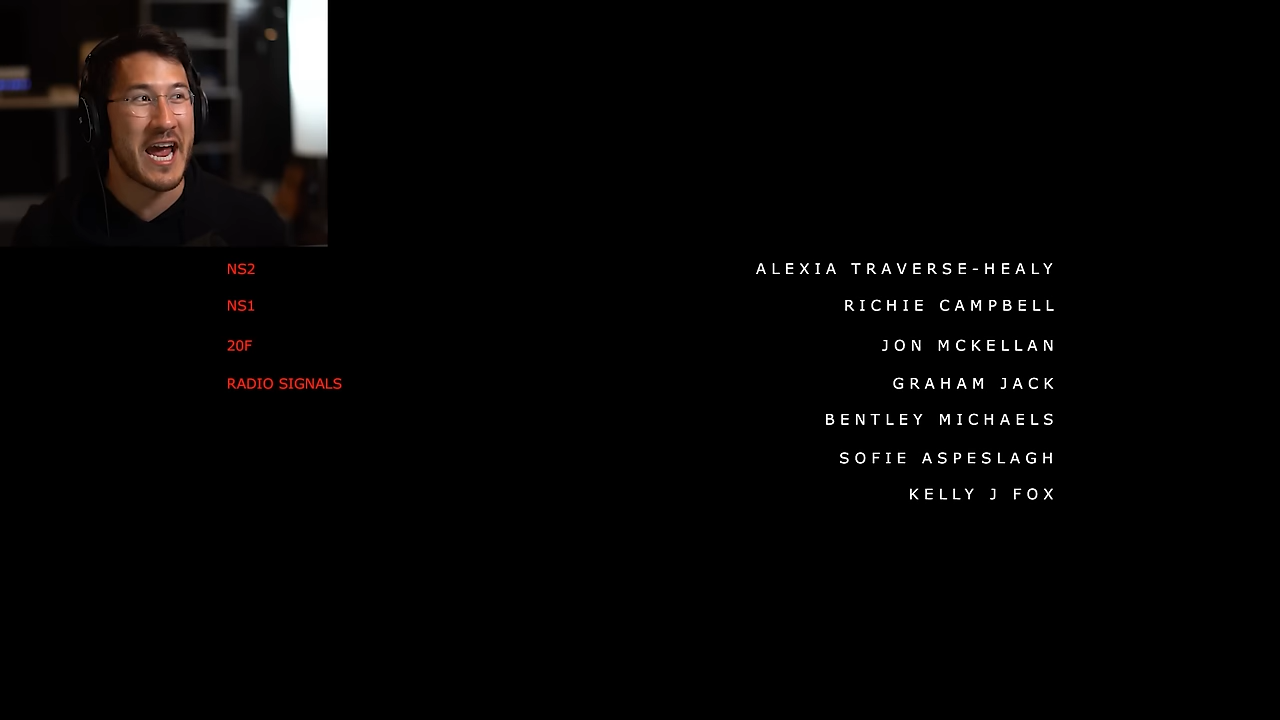 NS2 ALEXIA TRAVERSE-HEALY
NS1 RICHIE CAMPBELL
20F JON MCKELLAN
RADIO SIGNALS GRAHAM JACK
BENTLEY MICHAELS
SOFIE ASPESLAGH
KELLY J FOX